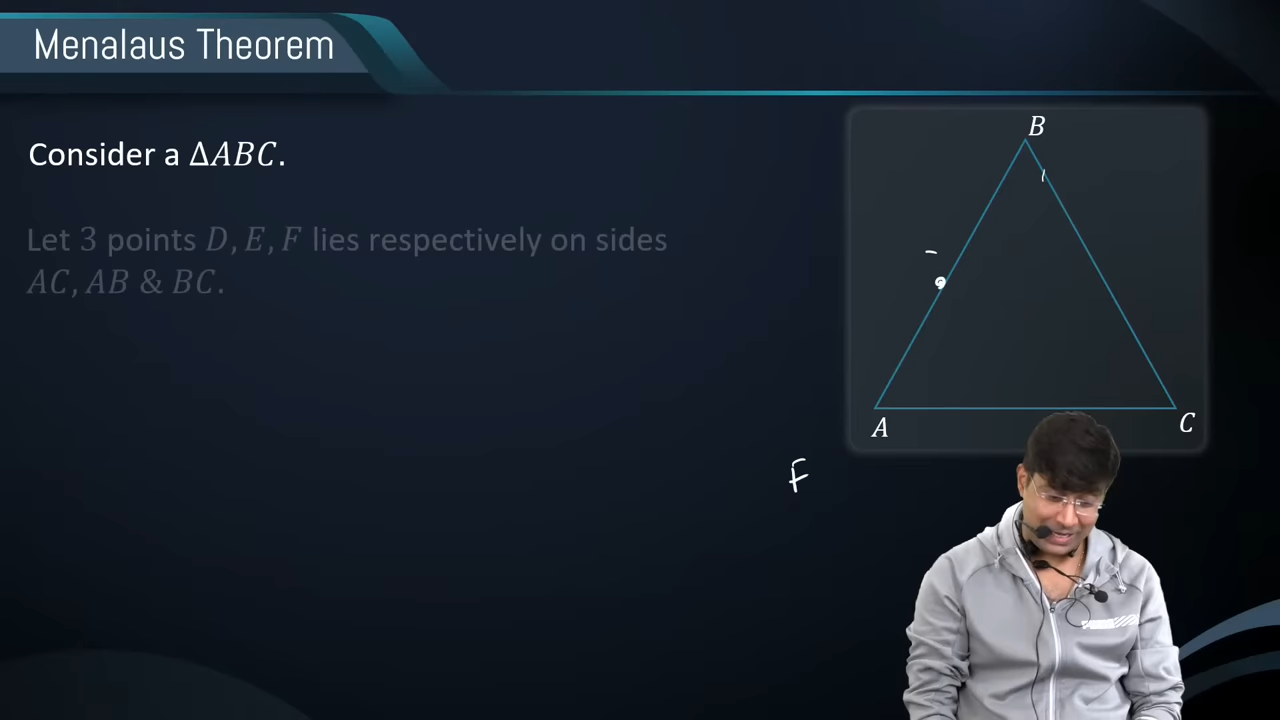 Menalaus Theorem
Consider a ΔABC.
Let 3 points D, E, F lies respectively on sides
AC, AB & BC.
B
A
C
F